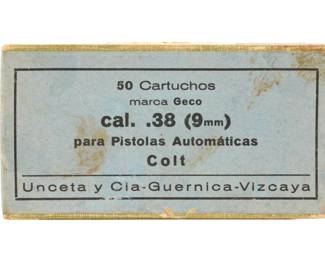 50 Cartuchos
marca Geco
cal. .38 (9mm)
para Pistolas Automáticas
Colt
Unceta y Cia-Guernica-Vizcaya